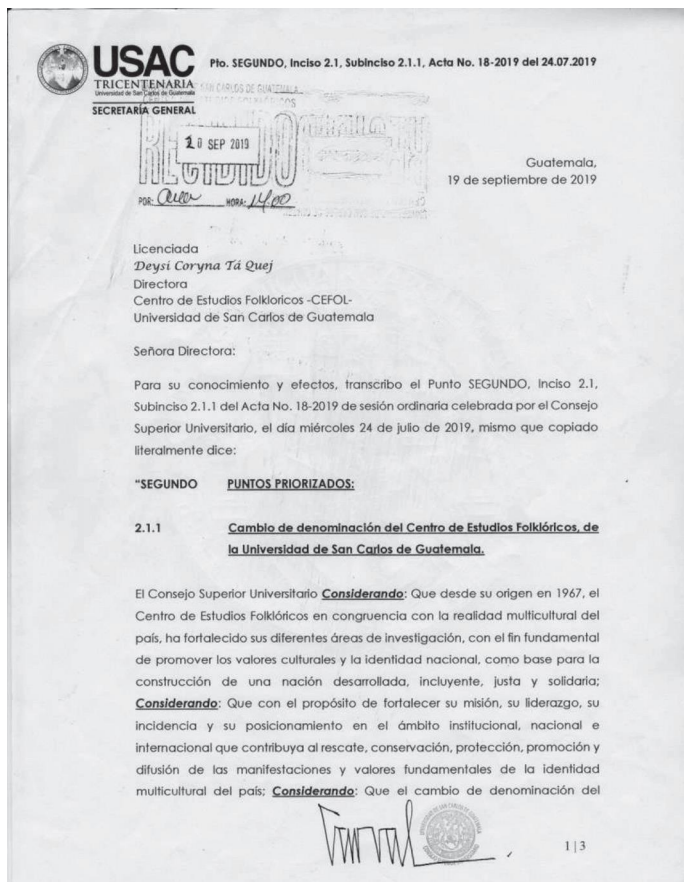 USAC
TRICENTENARIA
Universidad de San Carlos de Guatemala
SECRETARÍA GENERAL
Pto. SEGUNDO, Inciso 2.1, Subinciso 2.1.1, Acta No. 18-2019 del 24.07.2019
SAN CARLOS DE GUATEMALA
RECIBIDO
20 SEP 2019
POR: HORA: 14:00
Guatemala,
19 de septiembre de 2019
Licenciada
Deysi Coryna Tá Quej
Directora
Centro de Estudios Folkloricos -CEFOL-
Universidad de San Carlos de Guatemala
Señora Directora:
Para su conocimiento y efectos, transcribo el Punto SEGUNDO, Inciso 2.1,
Subinciso 2.1.1 del Acta No. 18-2019 de sesión ordinaria celebrada por el Consejo
Superior Universitario, el día miércoles 24 de julio de 2019, mismo que copiado
literalmente dice:
"SEGUNDO PUNTOS PRIORIZADOS:
2.1.1 Cambio de denominación del Centro de Estudios Folklóricos, de
la Universidad de San Carlos de Guatemala.
El Consejo Superior Universitario Considerando: Que desde su origen en 1967, el
Centro de Estudios Folklóricos en congruencia con la realidad multicultural del
país, ha fortalecido sus diferentes áreas de investigación, con el fin fundamental
de promover los valores culturales y la identidad nacional, como base para la
construcción de una nación desarrollada, incluyente, justa y solidaria;
Considerando: Que con el propósito de fortalecer su misión, su liderazgo, su
incidencia y su posicionamiento en el ámbito institucional, nacional e
internacional que contribuya al rescate, conservación, protección, promoción y
difusión de las manifestaciones y valores fundamentales de la identidad
multicultural del país; Considerando: Que el cambio de denominación del
1|3